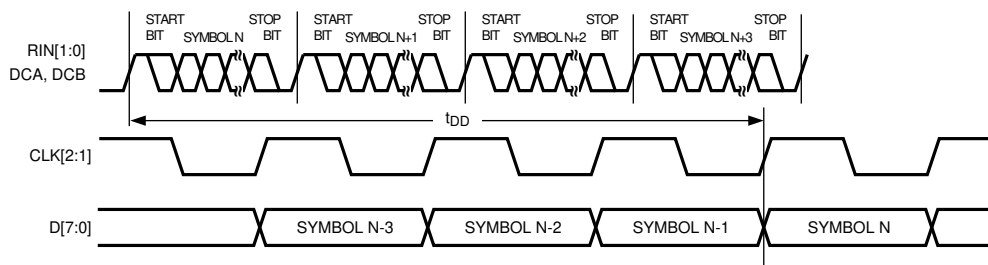 START STOP START STOP START STOP START STOP
BIT SYMBOL N BIT BIT SYMBOL N+1 BIT BIT SYMBOL N+2 BIT BIT SYMBOL N+3 BIT
RIN[1:0]
DCA, DCB
tDD
CLK[2:1]
D[7:0] SYMBOL N-3 SYMBOL N-2 SYMBOL N-1 SYMBOL N